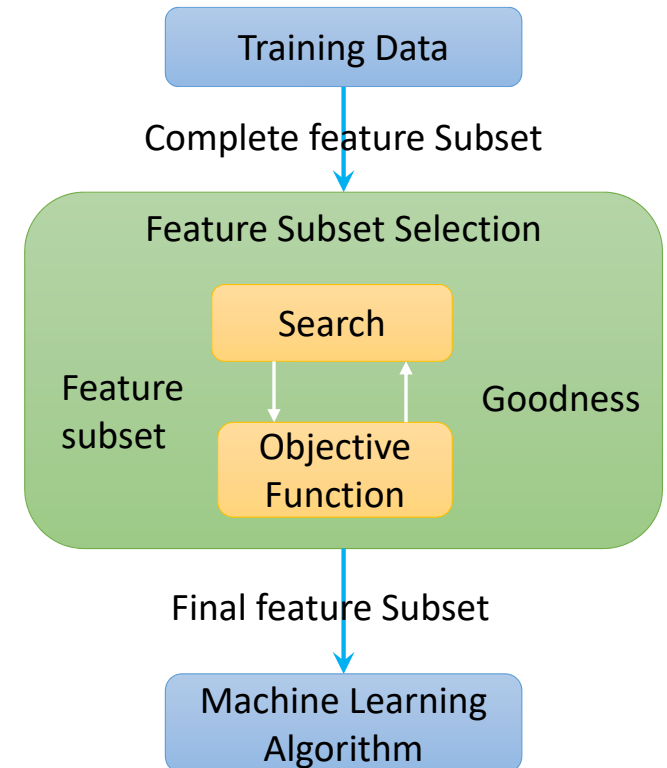 Training Data
Complete feature Subset
Feature Subset Selection
Search
Feature
subset
Goodness
Objective
Function
Final feature Subset
Machine Learning
Algorithm